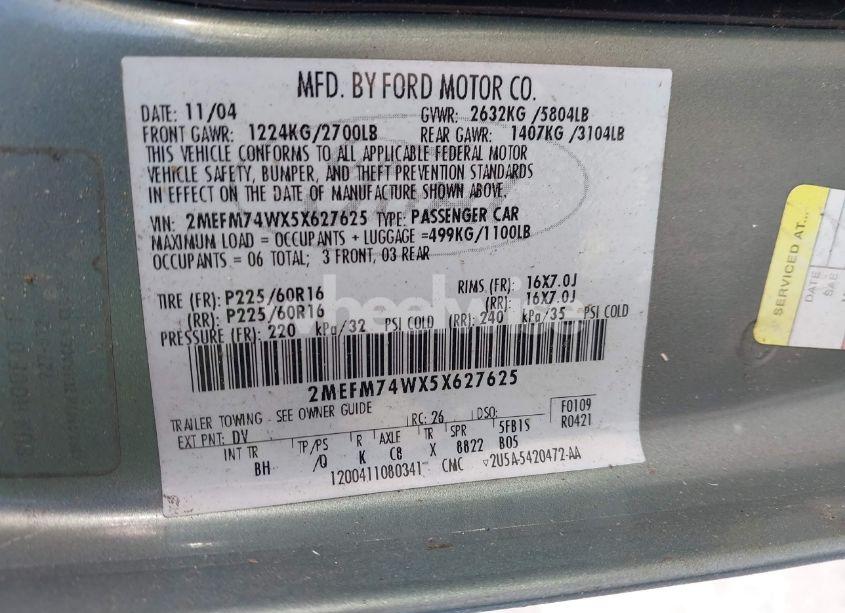 MFD. BY FORD MOTOR CO.
DATE: 11/04 GVWR: 2632KG /5804LB
FRONT GAWR: 1224KG/2700LB REAR GAWR: 1407KG /3104LB
THIS VEHICLE CONFORMS TO ALL APPLICABLE FEDERAL MOTOR
VEHICLE SAFETY, BUMPER, AND THEFT PREVENTION STANDARDS
IN EFFECT ON THE DATE OF MANUFACTURE SHOWN ABOVE.
VIN: 2MEFM74WX5X627625 TYPE: PASSENGER CAR
MAXIMUM LOAD = OCCUPANTS + LUGGAGE =499KG/1100LB
OCCUPANTS = 06 TOTAL; 3 FRONT, 03 REAR
TIRE (FR): P225/60R16 RIMS (FR): 16X7.0J
(RR): P225/60R16 (RR): 16X7.0J
PRESSURE (FR): 220 kPa/32 PSI COLD (RR): 240 kPa/35 PSI COLD
2MEFM74WX5X627625
TRAILER TOWING - SEE OWNER GUIDE
EXT PNT: DV RC: 26 DSO: F0109
R0421
INT TR TP/PS R AXLE TR SPR 5FB1S
BH /Q K C8 X 8822 B05
1200411080341 CMC V2U5A-5420472-AA
SERVICED AT...
DATE
SAE